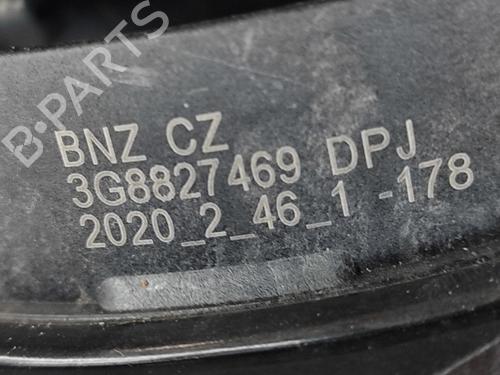 B-PARTS
BNZ CZ
3G8827469 DPJ
2020_2_46_1 -178